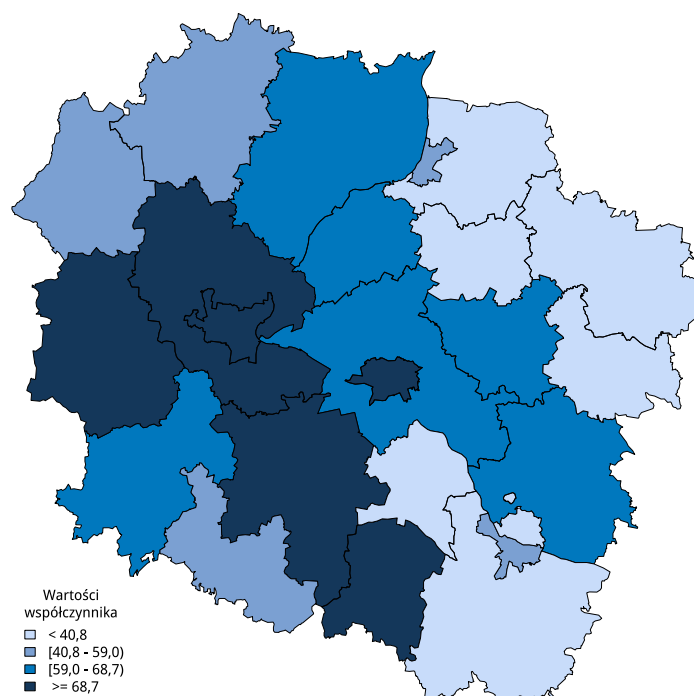 Wartości
współczynnika
< 40,8
[40,8 - 59,0)
[59,0 - 68,7)
>= 68,7